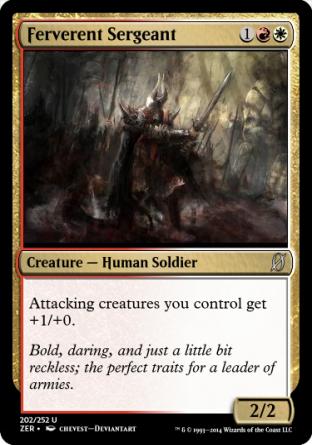 Ferverent Sergeant 1
Creature — Human Soldier
Attacking creatures you control get
+1/+0.
Bold, daring, and just a little bit
reckless; the perfect traits for a leader of
armies.
2/2
202/252 U
ZER • CHEVEST—DEVIANTART
™ & © 1993–2014 Wizards of the Coast LLC